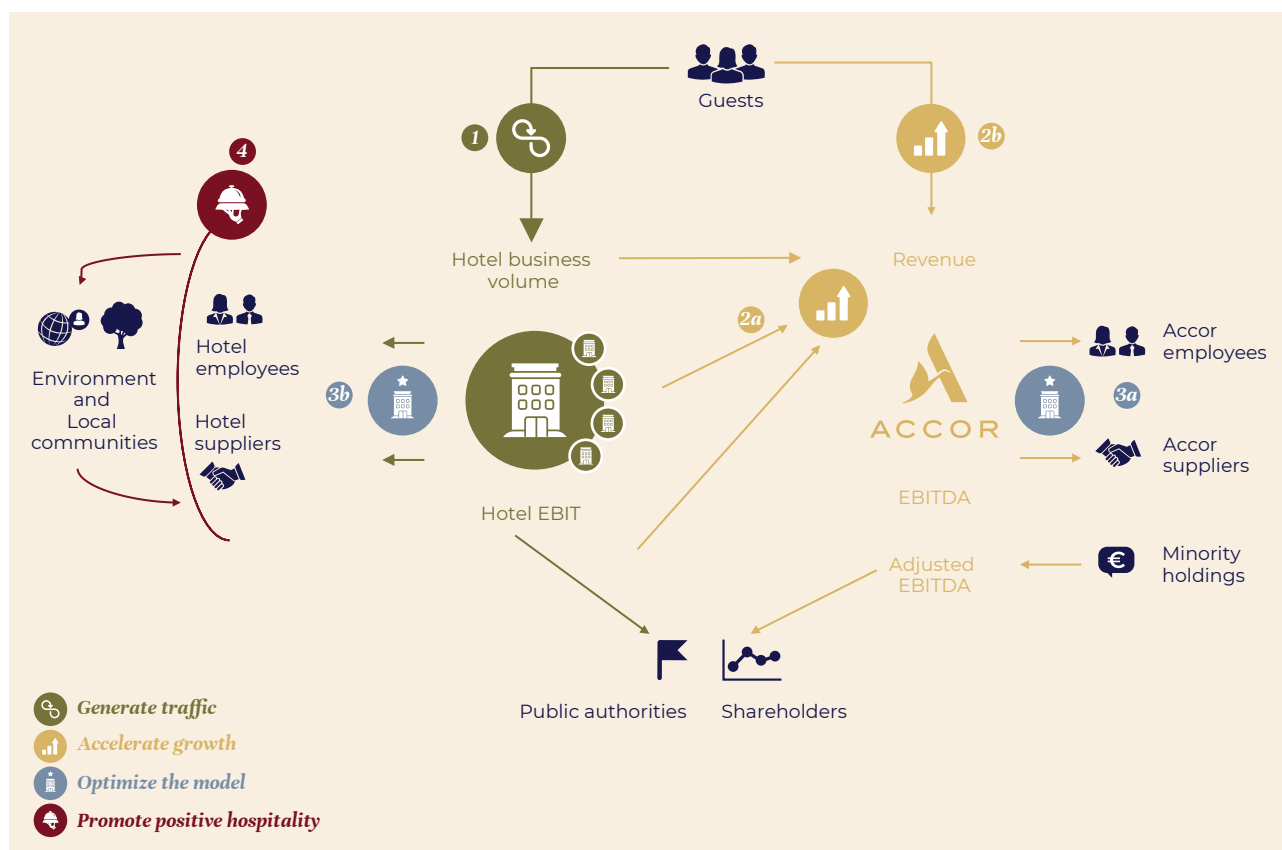 Guests
1
2b
4
Hotel business
volume
Revenue
2a
Hotel
employees
Accor
employees
Environment
and
Local
communities
3b
3a
Hotel
suppliers
ACCOR
Accor
suppliers
EBITDA
Hotel EBIT
Adjusted
EBITDA
€
Minority
holdings
Public authorities
Shareholders
Generate traffic
Accelerate growth
Optimize the model
Promote positive hospitality